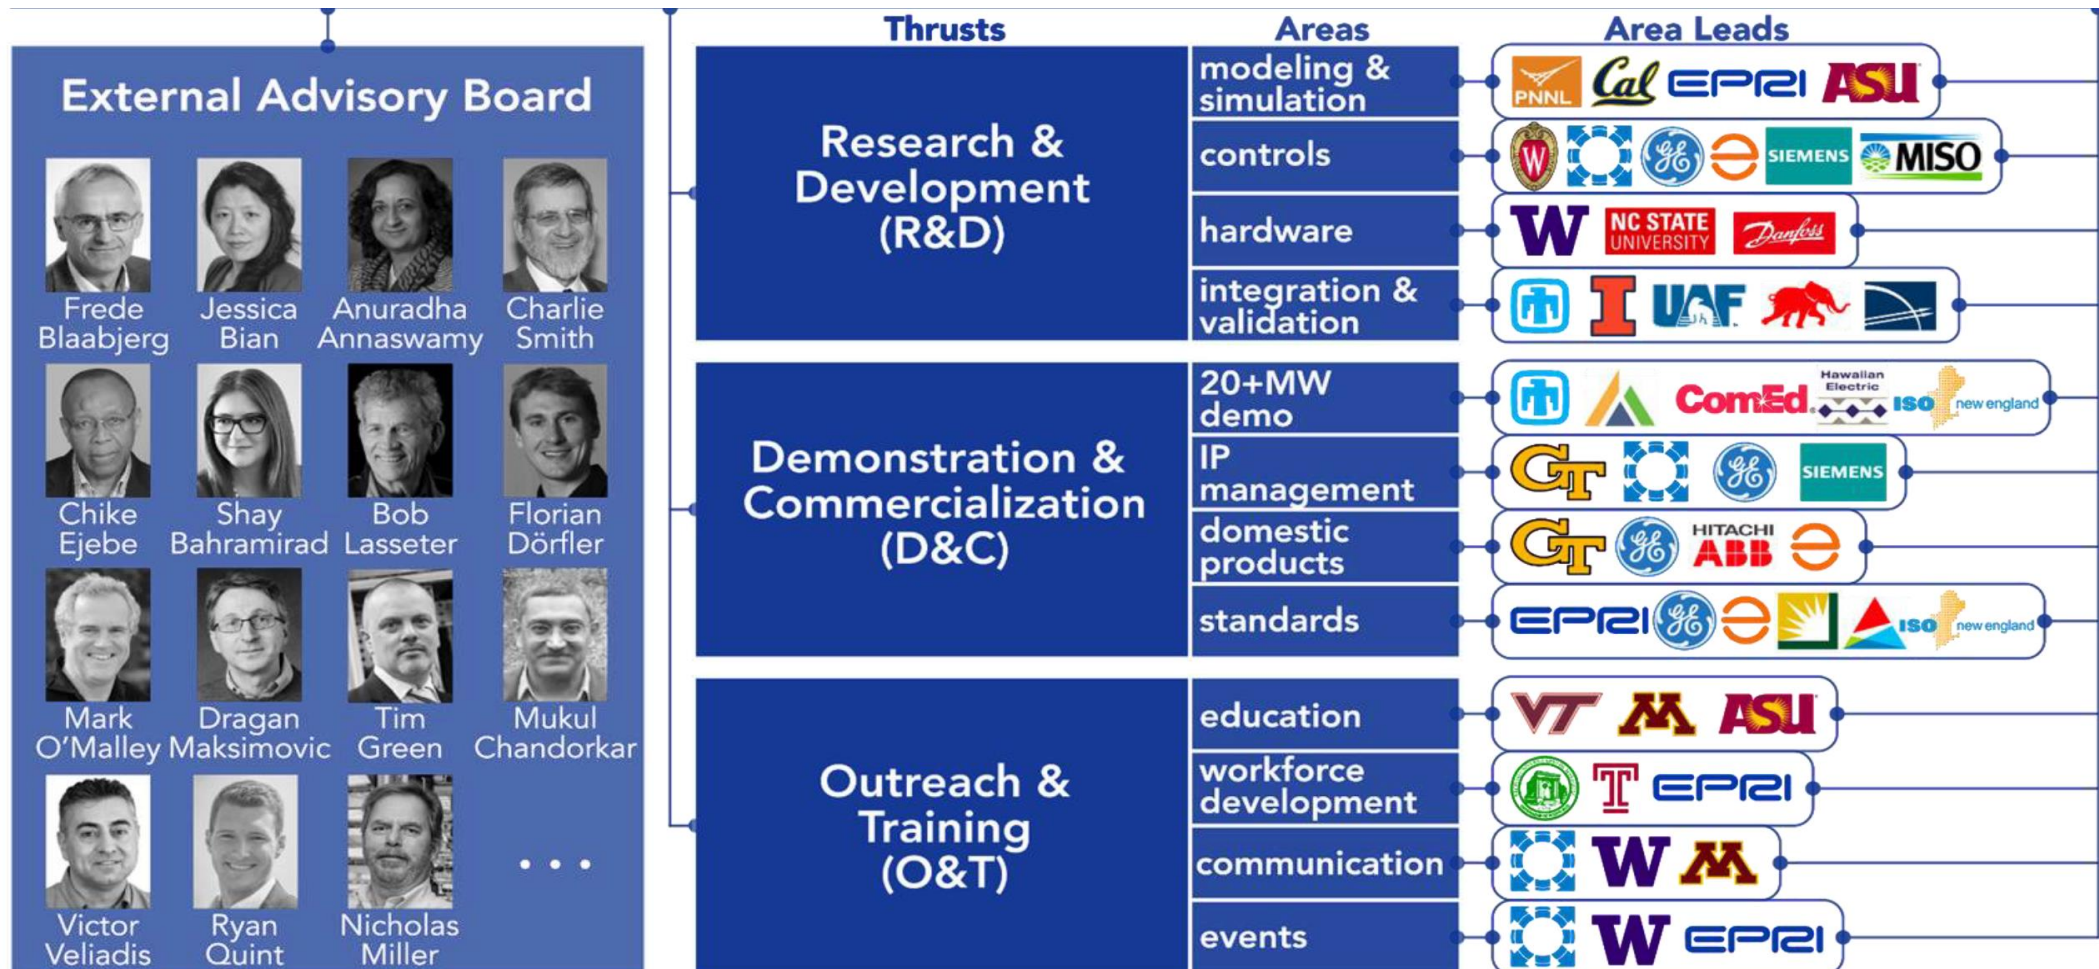 External Advisory Board
Frede
Blaabjerg
Jessica
Bian
Anuradha
Annaswamy
Charlie
Smith
Chike
Ejebe
Shay
Bahramirad
Bob
Lasseter
Florian
Dörfler
Mark
O'Malley
Dragan
Maksimovic
Tim
Green
Mukul
Chandorkar
Victor
Veliadis
Ryan
Quint
Nicholas
Miller
...
Thrusts
Areas
Area Leads
Research &
Development
(R&D)
modeling &
simulation
PNNL
Cal
EPRI
ASU
controls
W
GE
SIEMENS
MISO
hardware
W
NC STATE
UNIVERSITY
Danfoss
integration &
validation
I
UAF
Demonstration &
Commercialization
(D&C)
20+MW
demo
ComEd
Hawaiian
Electric
ISO new england
IP
management
GT
GE
SIEMENS
domestic
products
GT
GE
HITACHI
ABB
standards
EPRI
GE
ISO new england
Outreach &
Training
(O&T)
education
VT
M
ASU
workforce
development
T
EPRI
communication
W
M
events
W
EPRI